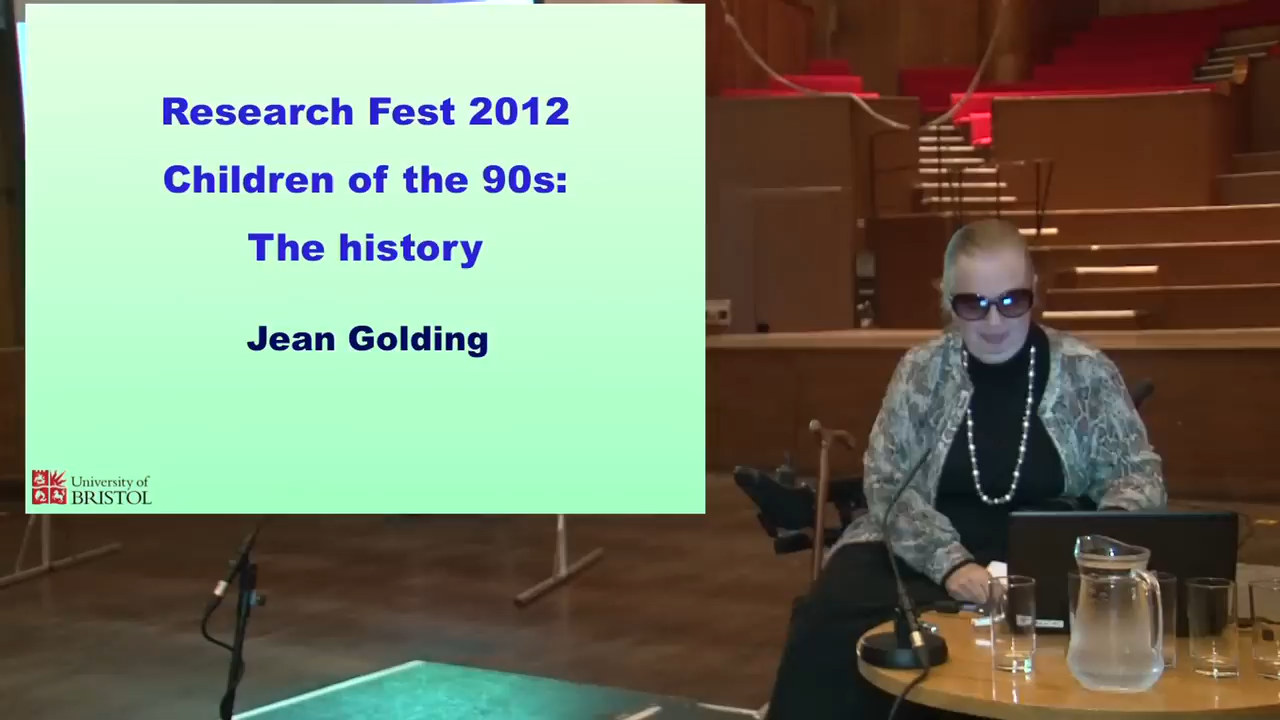 Research Fest 2012
Children of the 90s:
The history
Jean Golding
University of
BRISTOL